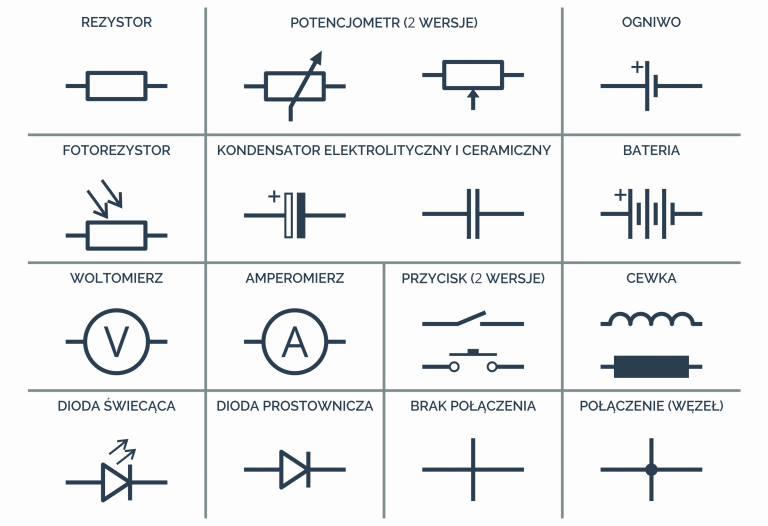 REZYSTOR
POTENCJOMETR (2 WERSJE)
OGNIWO
+
FOTOREZYSTOR
KONDENSATOR ELEKTROLITYCZNY I CERAMICZNY
BATERIA
+
+
WOLTOMIERZ
AMPEROMIERZ
PRZYCISK (2 WERSJE)
CEWKA
V
A
DIODA ŚWIECĄCA
DIODA PROSTOWNICZA
BRAK POŁĄCZENIA
POŁĄCZENIE (WĘZEŁ)